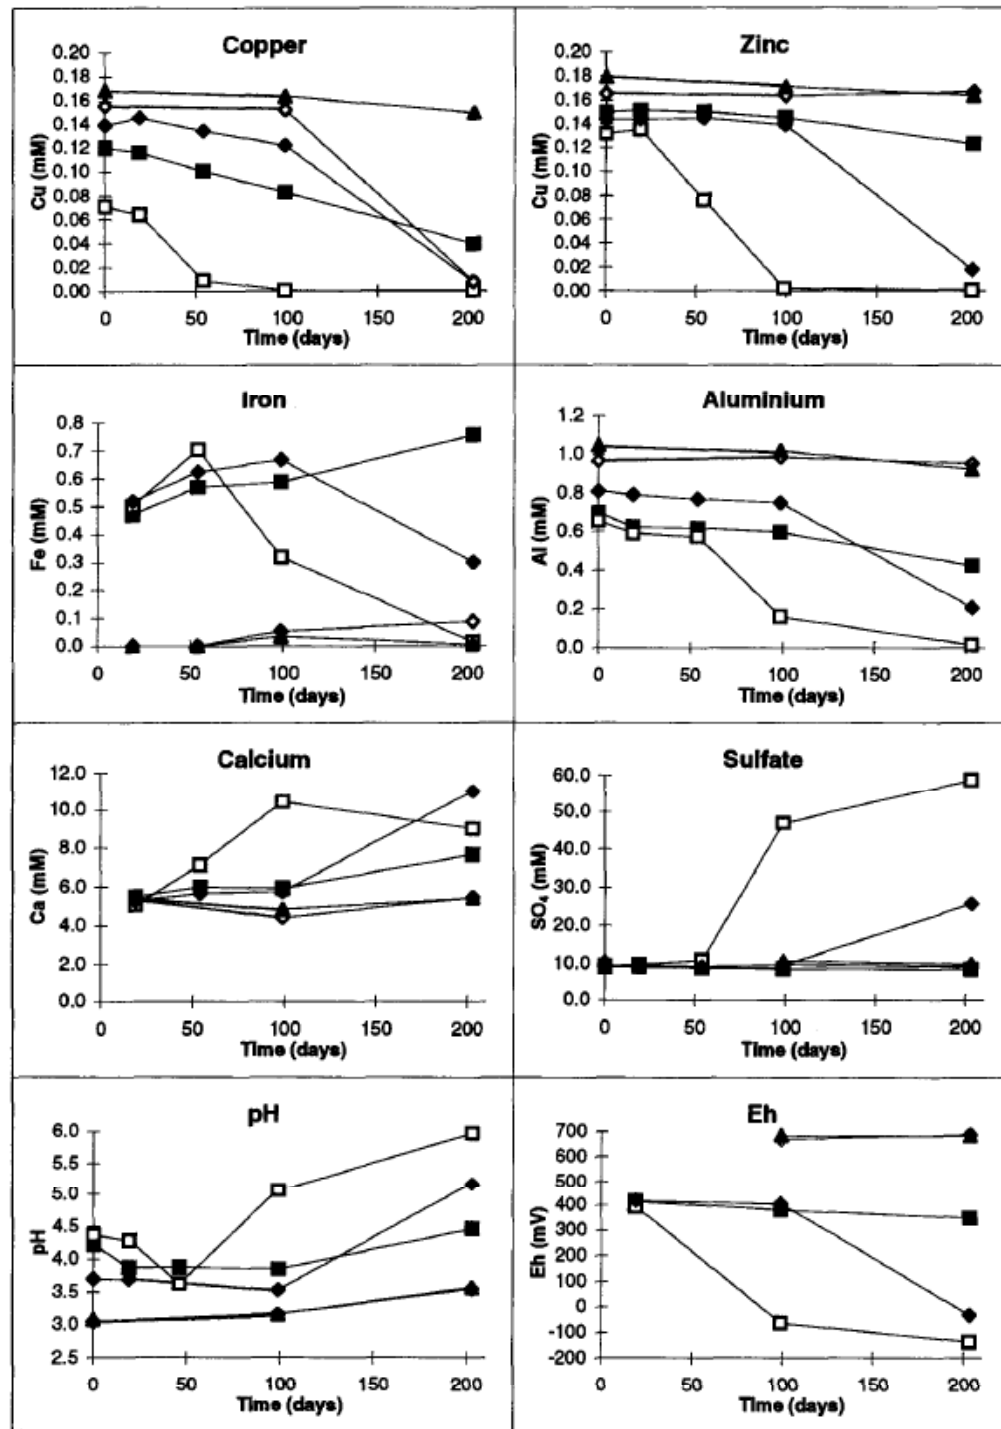 Copper
0.20
0.18
0.16
0.14
0.12
0.10
0.08
0.06
0.04
0.02
0.00
Cu (mM)
0 50 100 150 200
Time (days)
Zinc
0.20
0.18
0.16
0.14
0.12
0.10
0.08
0.06
0.04
0.02
0.00
Cu (mM)
0 50 100 150 200
Time (days)
Iron
0.8
0.7
0.6
0.5
0.4
0.3
0.2
0.1
0.0
Fe (mM)
0 50 100 150 200
Time (days)
Aluminium
1.2
1.0
0.8
0.6
0.4
0.2
0.0
Al (mM)
0 50 100 150 200
Time (days)
Calcium
12.0
10.0
8.0
6.0
4.0
2.0
0.0
Ca (mM)
0 50 100 150 200
Time (days)
Sulfate
60.0
50.0
40.0
30.0
20.0
10.0
0.0
SO₄ (mM)
0 50 100 150 200
Time (days)
pH
6.0
5.5
5.0
4.5
4.0
3.5
3.0
2.5
pH
0 50 100 150 200
Time (days)
Eh
700
600
500
400
300
200
100
0
-100
-200
Eh (mV)
0 50 100 150 200
Time (days)